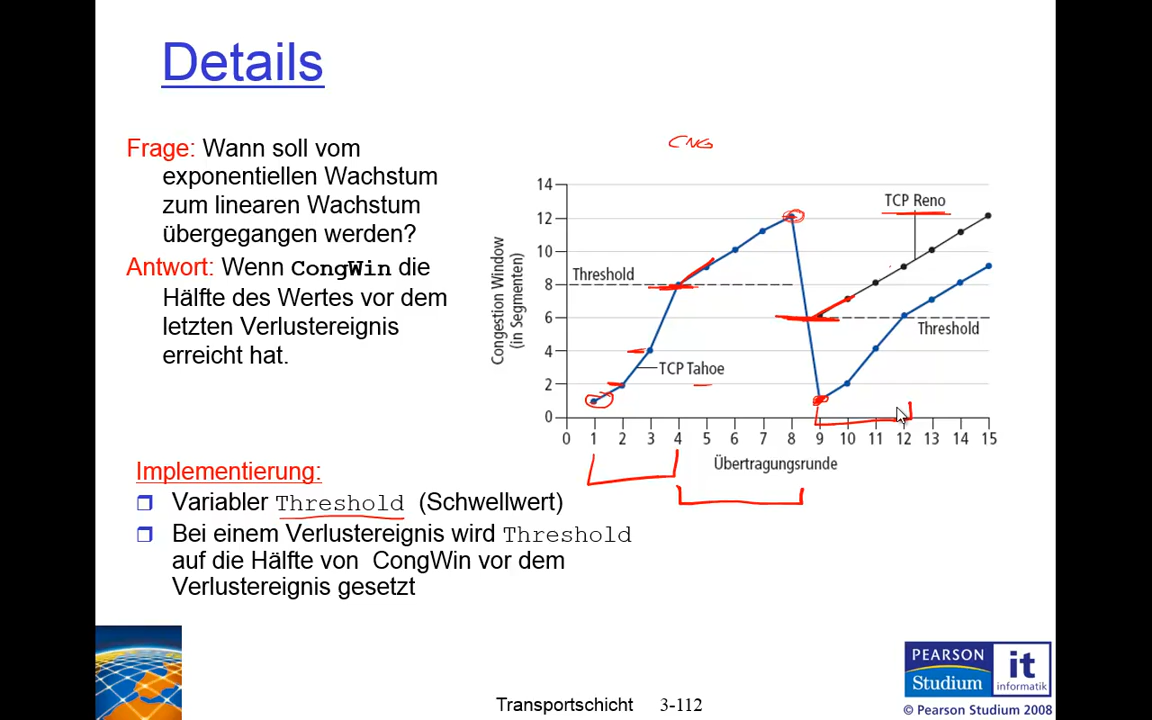 Details
Frage: Wann soll vom
exponentiellen Wachstum
zum linearen Wachstum
übergegangen werden?
Antwort: Wenn CongWin die
Hälfte des Wertes vor dem
letzten Verlustereignis
erreicht hat.
Implementierung:
Variabler Threshold (Schwellwert)
Bei einem Verlustereignis wird Threshold
auf die Hälfte von CongWin vor dem
Verlustereignis gesetzt
CNG
Congestion Window
(in Segmenten)
14
12
10
8
6
4
2
0
Threshold
TCP Reno
Threshold
TCP Tahoe
0 1 2 3 4 5 6 7 8 9 10 11 12 13 14 15
Übertragungsrunde
Transportschicht 3-112
PEARSON
Studium
it
informatik
© Pearson Studium 2008